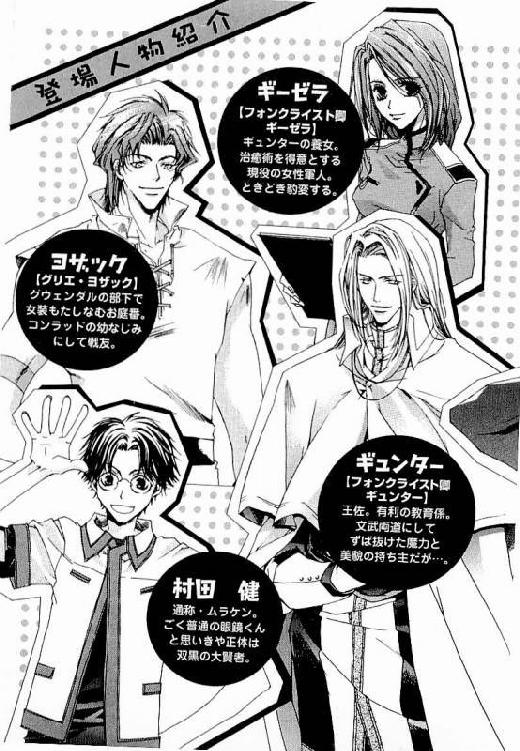 登場人物紹介
ギーゼラ
【フォンクライスト卿
ギーゼラ】
ギュンターの養女。
治癒術を得意とする
現役の女性軍人。
ときどき豹変する。
ヨザック
【グリエ・ヨザック】
グウェンダルの部下で
女装もたしなむお庭番。
コンラッドの幼なじみ
にして戦友。
ギュンター
【フォンクライスト卿
ギュンター】
王佐。有利の教育係。
文武両道にして
ずば抜けた魔力と
美貌の持ち主だが…。
村田 健
通称・ムラケン。
ごく普通の眼鏡くん
と思いきや正体は
双黒の大賢者。